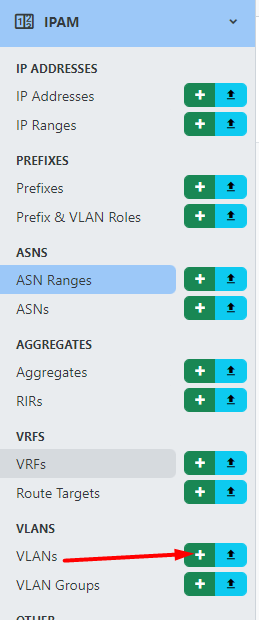 IPAM
IP ADDRESSES
IP Addresses
IP Ranges
PREFIXES
Prefixes
Prefix & VLAN Roles
ASNS
ASN Ranges
ASNs
AGGREGATES
Aggregates
RIRs
VRFS
VRFs
Route Targets
VLANS
VLANs
VLAN Groups
OTHER